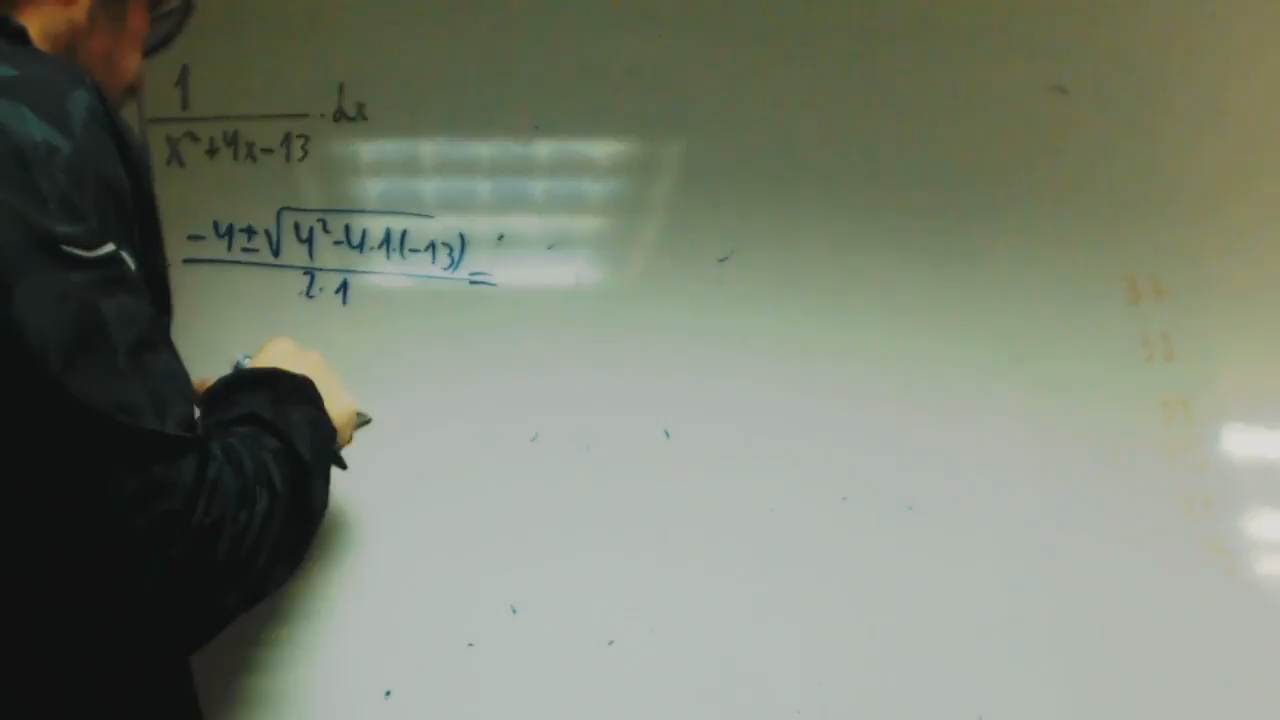 1
x²+4x-13 · dx
-4±√4²-4·1·(-13)
2·1 =